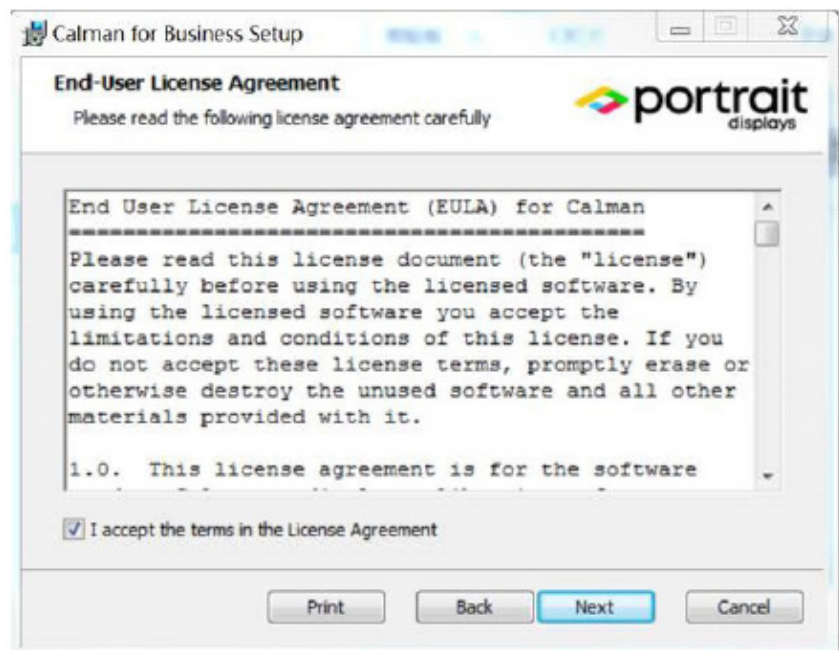 Calman for Business Setup
End-User License Agreement
Please read the following license agreement carefully
portrait
displays
End User License Agreement (EULA) for Calman
================================================
Please read this license document (the "license")
carefully before using the licensed software. By
using the licensed software you accept the
limitations and conditions of this license. If you
do not accept these license terms, promptly erase or
otherwise destroy the unused software and all other
materials provided with it.
1.0.  This license agreement is for the software
I accept the terms in the License Agreement
Print
Back
Next
Cancel